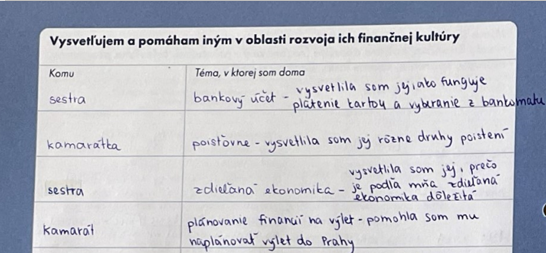 Vysvetľujem a pomáham iným v oblasti rozvoja ich finančnej kultúry
Komu
Téma, v ktorej som doma
sestra
bankový účet - vysvetlila som jej, ako funguje
platenie kartou a vyberanie z bankomatu
kamarátka
poisťovne - vysvetlila som jej rôzne druhy poistení
sestra
zdieľaná ekonomika - vysvetlila som jej, prečo
je podľa mňa zdieľaná
ekonomika dôležitá
kamarát
plánovanie financií na výlet - pomohla som mu
naplánovať výlet do Prahy